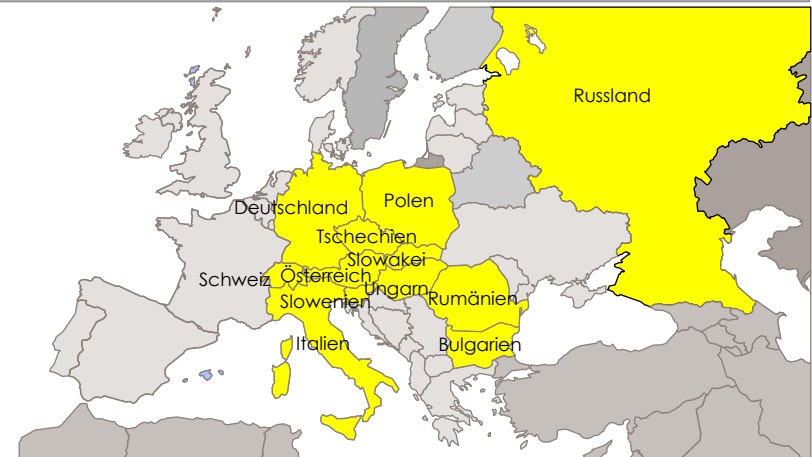 Russland
Polen
Deutschland
Tschechien
Slowakei
Österreich
Schweiz
Ungarn
Rumänien
Slowenien
Italien
Bulgarien